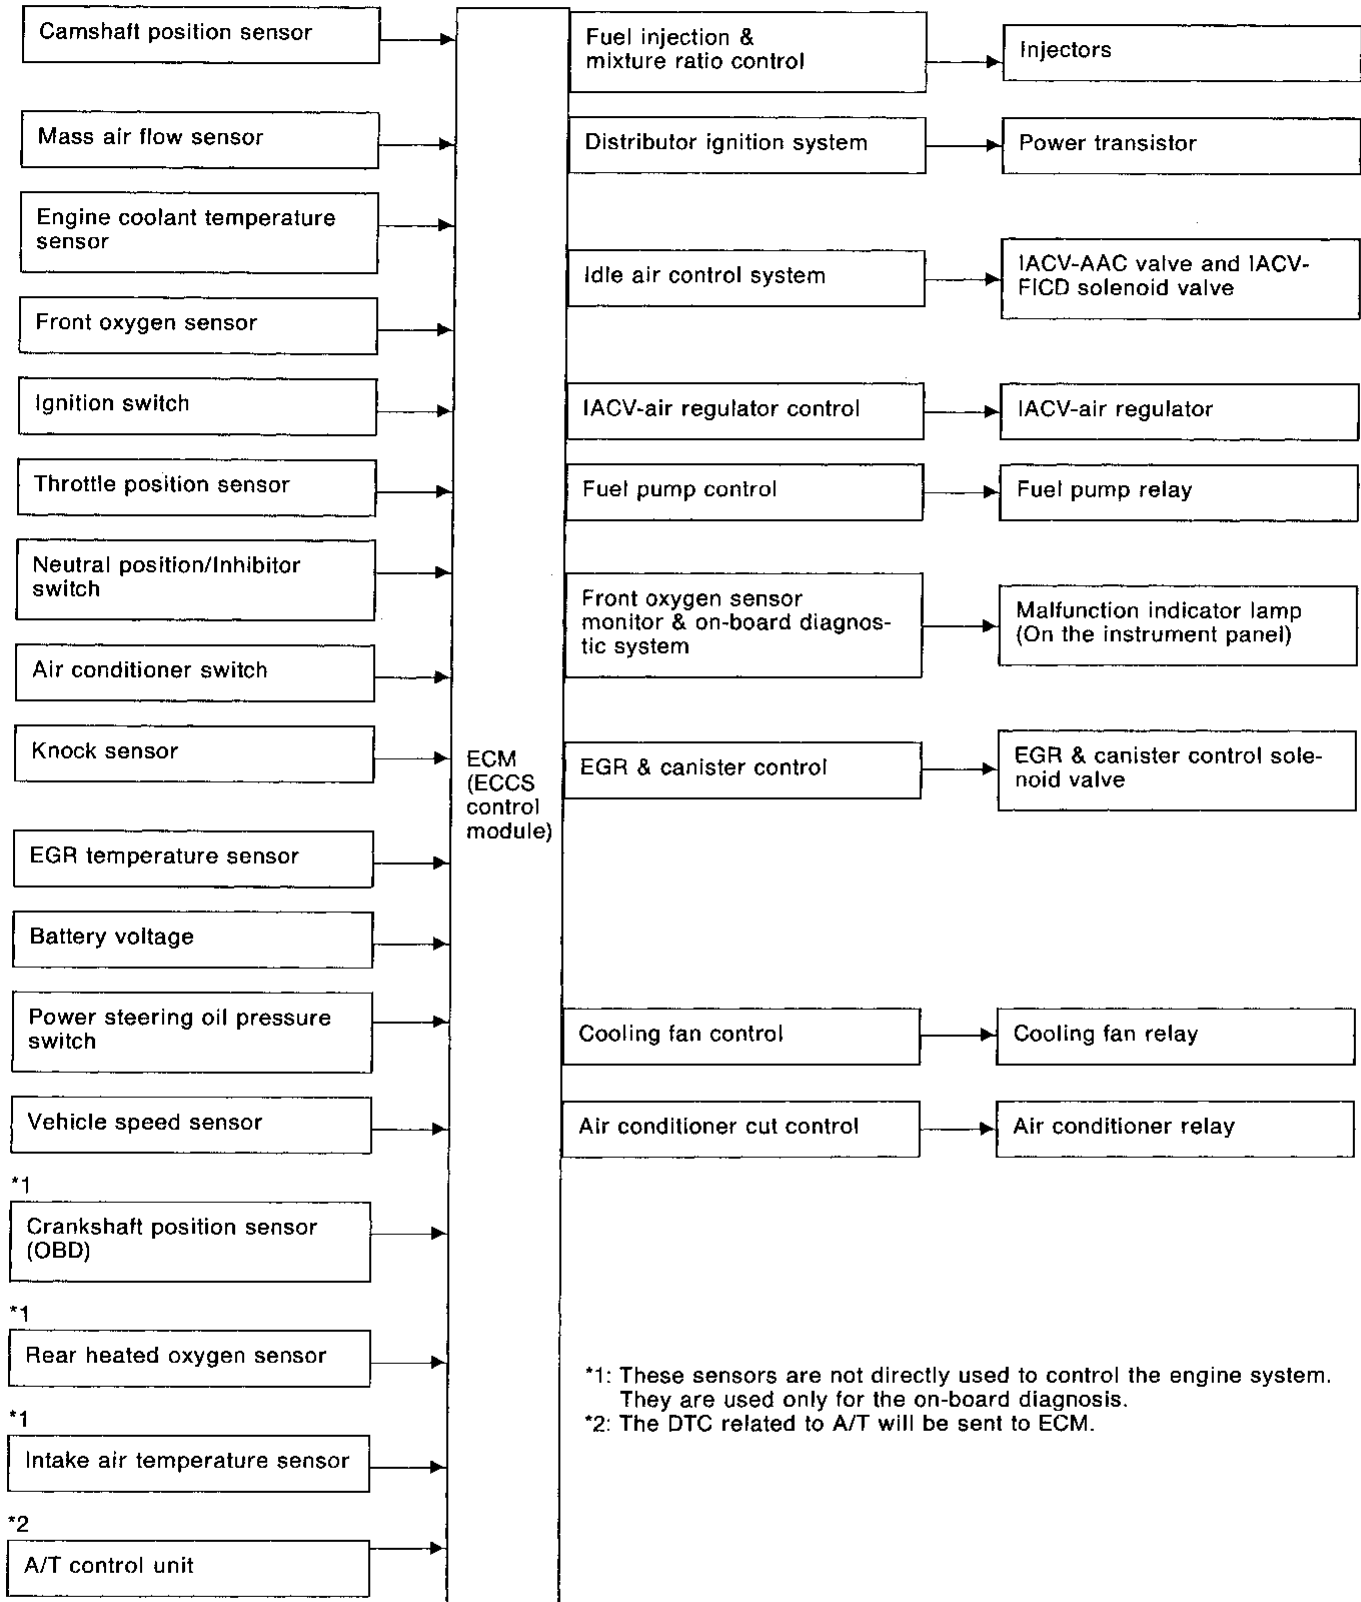 Camshaft position sensor
Mass air flow sensor
Engine coolant temperature
sensor
Front oxygen sensor
Ignition switch
Throttle position sensor
Neutral position/Inhibitor
switch
Air conditioner switch
Knock sensor
EGR temperature sensor
Battery voltage
Power steering oil pressure
switch
Vehicle speed sensor
*1
Crankshaft position sensor
(OBD)
*1
Rear heated oxygen sensor
*1
Intake air temperature sensor
*2
A/T control unit
ECM
(ECCS
control
module)
Fuel injection &
mixture ratio control
Injectors
Distributor ignition system
Power transistor
Idle air control system
IACV-AAC valve and IACV-
FICD solenoid valve
IACV-air regulator control
IACV-air regulator
Fuel pump control
Fuel pump relay
Front oxygen sensor
monitor & on-board diagnos-
tic system
Malfunction indicator lamp
(On the instrument panel)
EGR & canister control
EGR & canister control sole-
noid valve
Cooling fan control
Cooling fan relay
Air conditioner cut control
Air conditioner relay
*1: These sensors are not directly used to control the engine system.
They are used only for the on-board diagnosis.
*2: The DTC related to A/T will be sent to ECM.